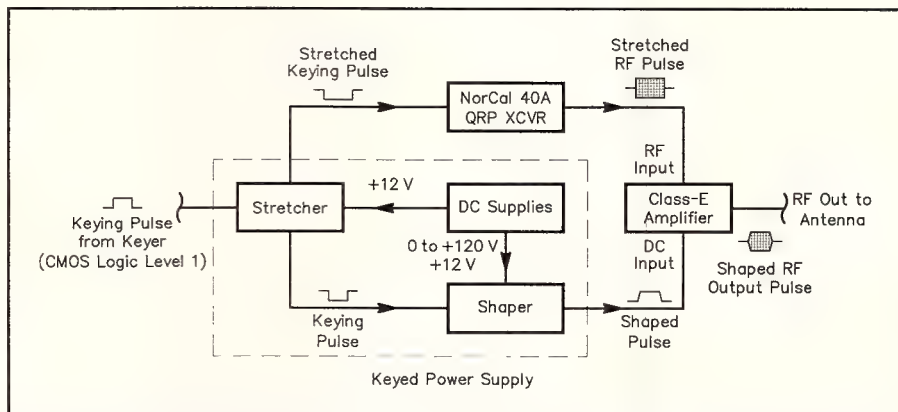 Stretched
Keying Pulse
Stretched
RF Pulse
NorCal 40A
QRP XCVR
RF
Input
+12 V
Stretcher
DC Supplies
Class-E
Amplifier
RF Out to
Antenna
Keying Pulse
from Keyer
(CMOS Logic Level 1)
0 to +120 V
+12 V
DC
Input
Shaped RF
Output Pulse
Keying
Pulse
Shaper
Shaped
Pulse
Keyed Power Supply